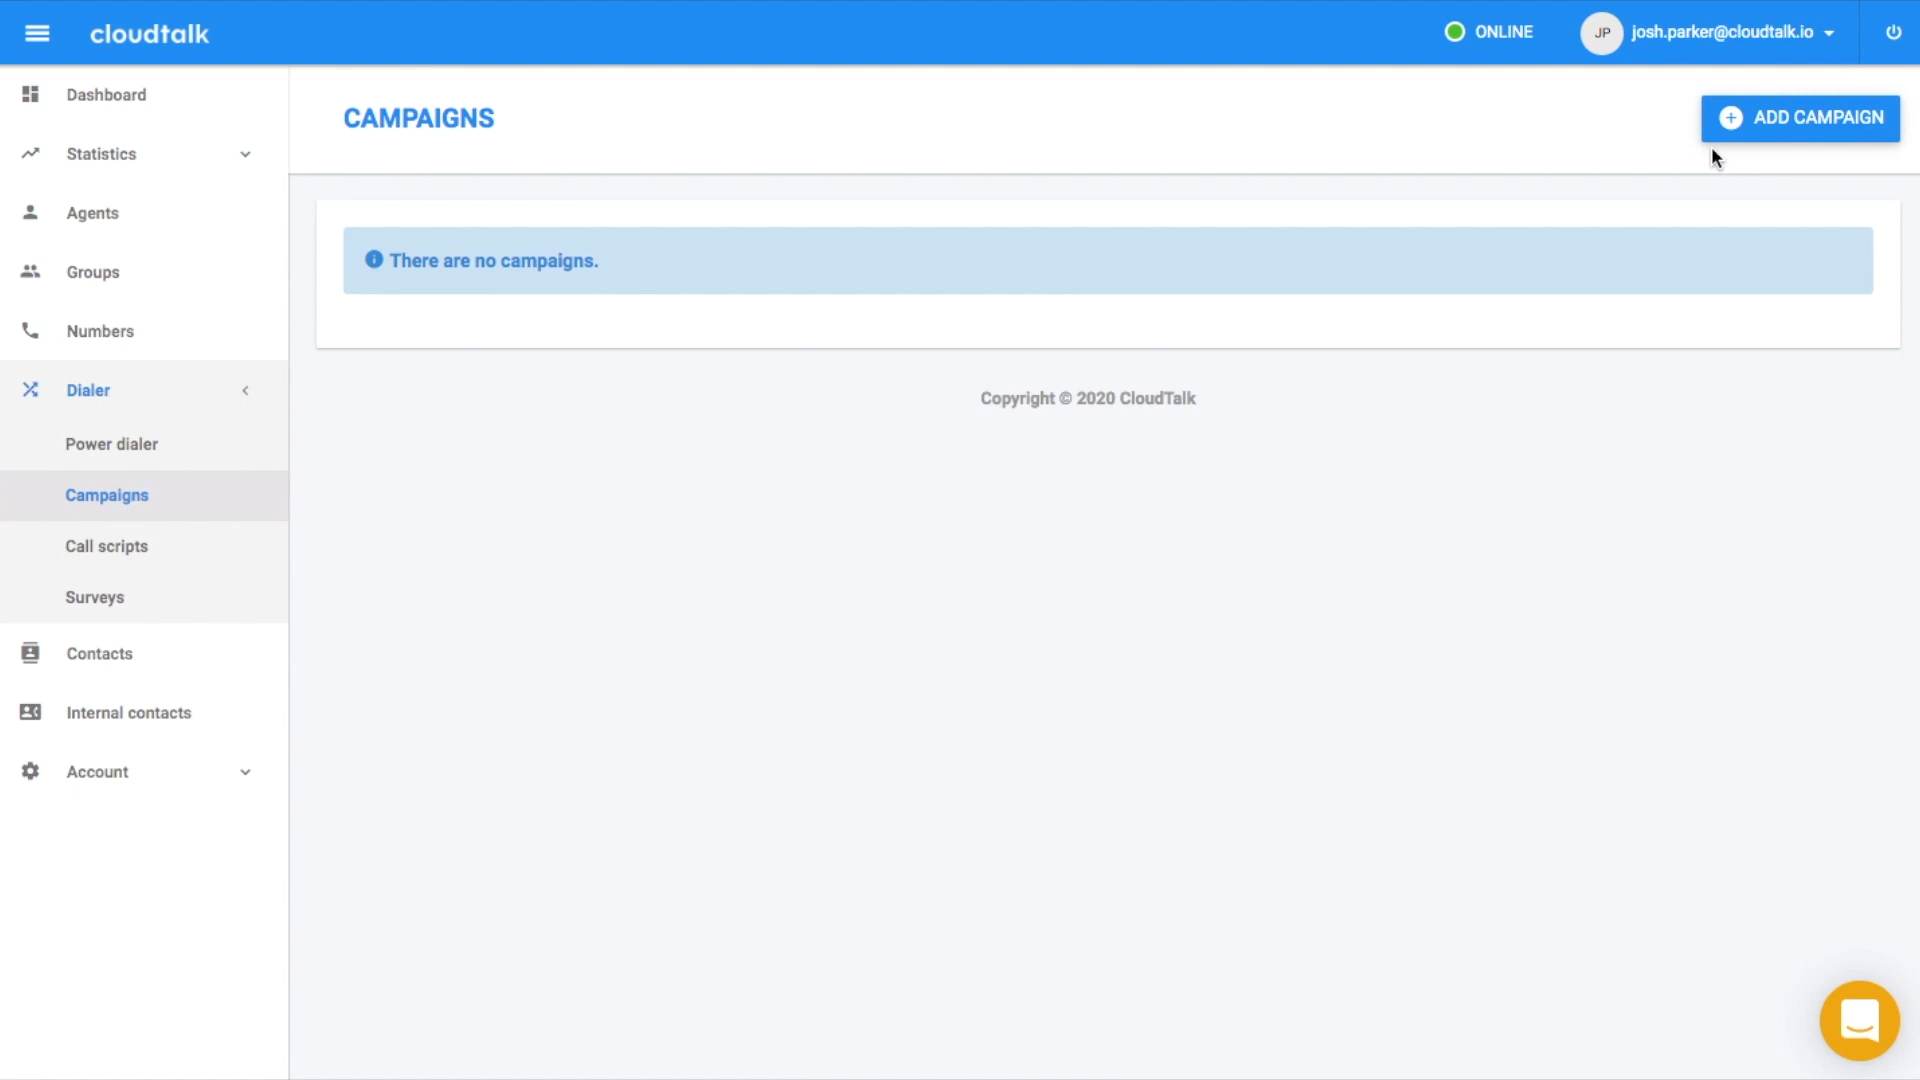 cloudtalk
ONLINE
JP
josh.parker@cloudtalk.io
Dashboard
Statistics
Agents
Groups
Numbers
Dialer
Power dialer
Campaigns
Call scripts
Surveys
Contacts
Internal contacts
Account
CAMPAIGNS
ADD CAMPAIGN
There are no campaigns.
Copyright © 2020 CloudTalk